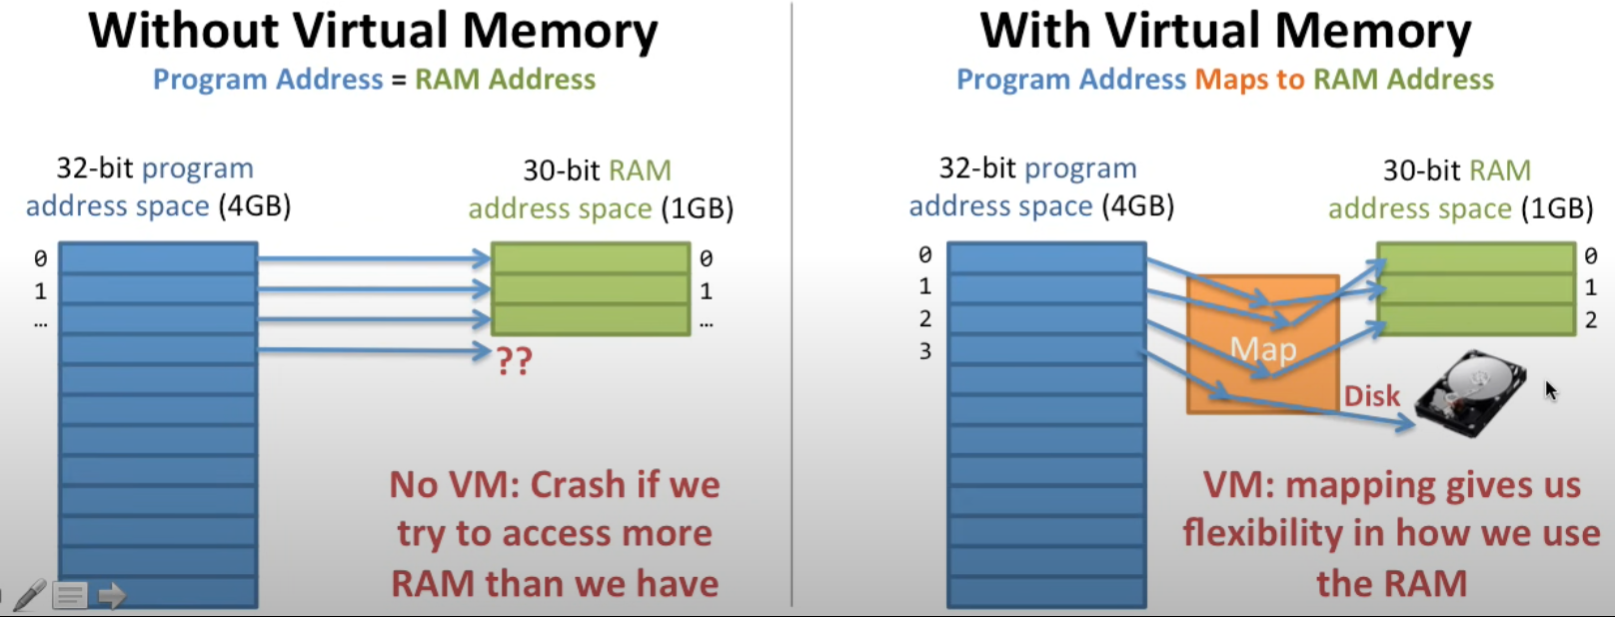 Without Virtual Memory
Program Address = RAM Address
32-bit program
address space (4GB)
30-bit RAM
address space (1GB)
0
1
...
0
1
...
??
No VM: Crash if we
try to access more
RAM than we have
With Virtual Memory
Program Address Maps to RAM Address
32-bit program
address space (4GB)
30-bit RAM
address space (1GB)
0
1
2
3
Map
0
1
2
Disk
VM: mapping gives us
flexibility in how we use
the RAM